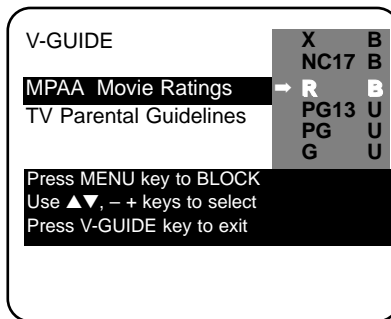 V-GUIDE
X B
NC17 B
MPAA Movie Ratings ➡ R B
TV Parental Guidelines PG13 U
PG U
G U
Press MENU key to BLOCK
Use ▲▼, – + keys to select
Press V-GUIDE key to exit